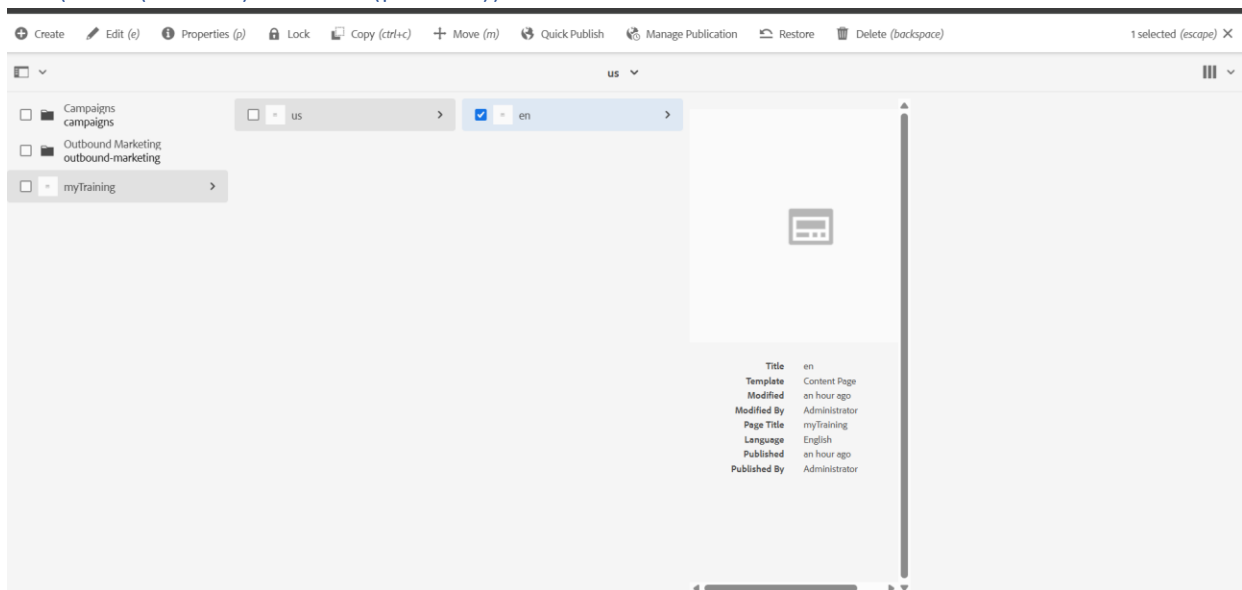 Create Edit (e) Properties (p) Lock Copy (ctrl+c) Move (m) Quick Publish Manage Publication Restore Delete (backspace) 1 selected (escape)
us
Campaigns
campaigns
Outbound Marketing
outbound-marketing
myTraining
us
en
Title en
Template Content Page
Modified an hour ago
Modified By Administrator
Page Title myTraining
Language English
Published an hour ago
Published By Administrator